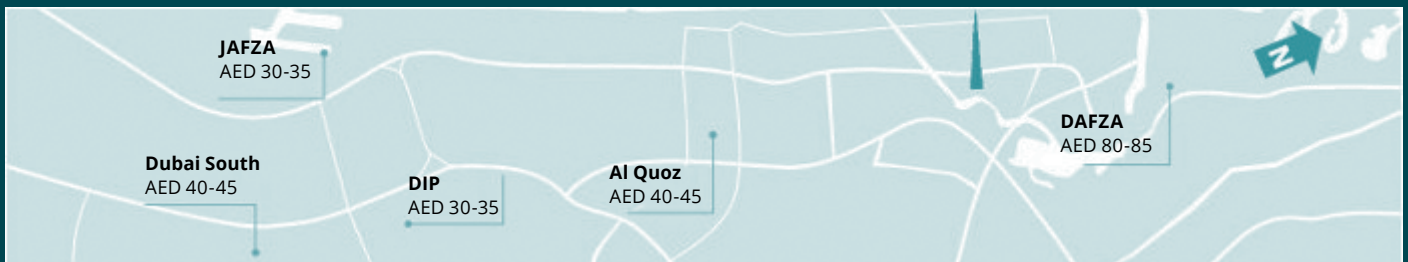 JAFZA
AED 30-35
N
DAFZA
AED 80-85
Dubai South
AED 40-45
DIP
AED 30-35
Al Quoz
AED 40-45